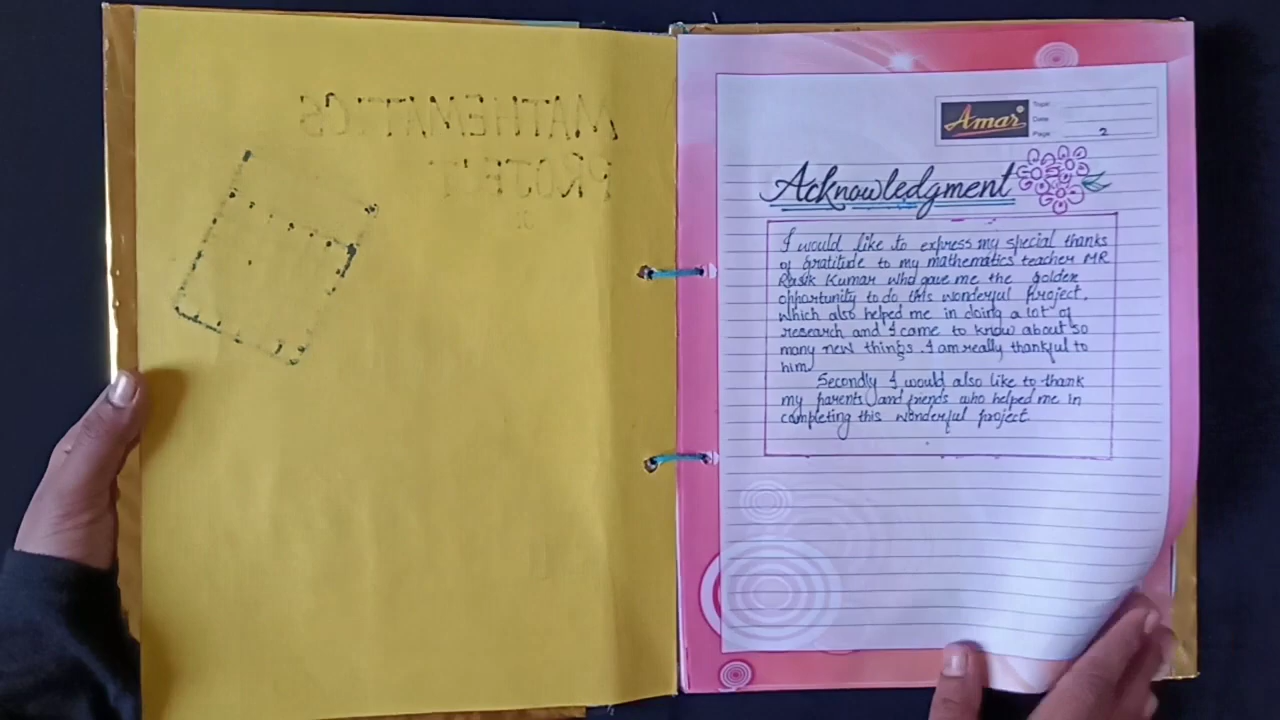 MATHEMATICS
PROJECT
Amar
Topic
Date
Page 2
Acknowledgment
I would like to express my special thanks
of gratitude to my mathematics teacher MR
Rasik Kumar who gave me the golden
opportunity to do this wonderful Project.
which also helped me in doing a lot of
research and I came to know about so
many new things. I am really thankful to
him
Secondly I would also like to thank
my parents and friends who helped me in
completing this wonderful project.